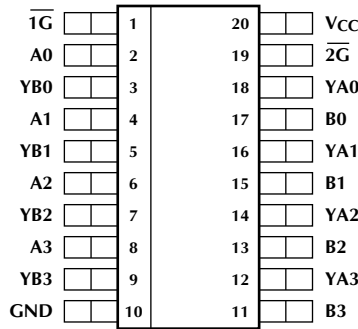 1G 1 20 VCC
A0 2 19 2G
YB0 3 18 YA0
A1 4 17 B0
YB1 5 16 YA1
A2 6 15 B1
YB2 7 14 YA2
A3 8 13 B2
YB3 9 12 YA3
GND 10 11 B3